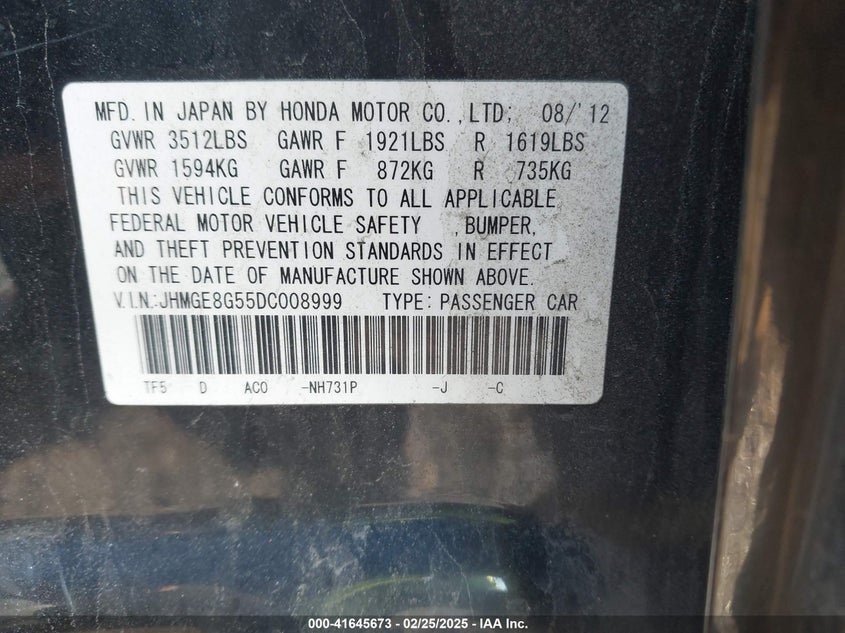 MFD. IN JAPAN BY HONDA MOTOR CO.,LTD; 08/'12
GVWR 3512LBS GAWR F 1921LBS R 1619LBS
GVWR 1594KG GAWR F 872KG R 735KG
THIS VEHICLE CONFORMS TO ALL APPLICABLE
FEDERAL MOTOR VEHICLE SAFETY ,BUMPER,
AND THEFT PREVENTION STANDARDS IN EFFECT
ON THE DATE OF MANUFACTURE SHOWN ABOVE.
V.I.N.:JHMGE8G55DC008999 TYPE: PASSENGER CAR
TF5 D AC0 -NH731P -J -C
000-41645673 - 02/25/2025 - IAA Inc.